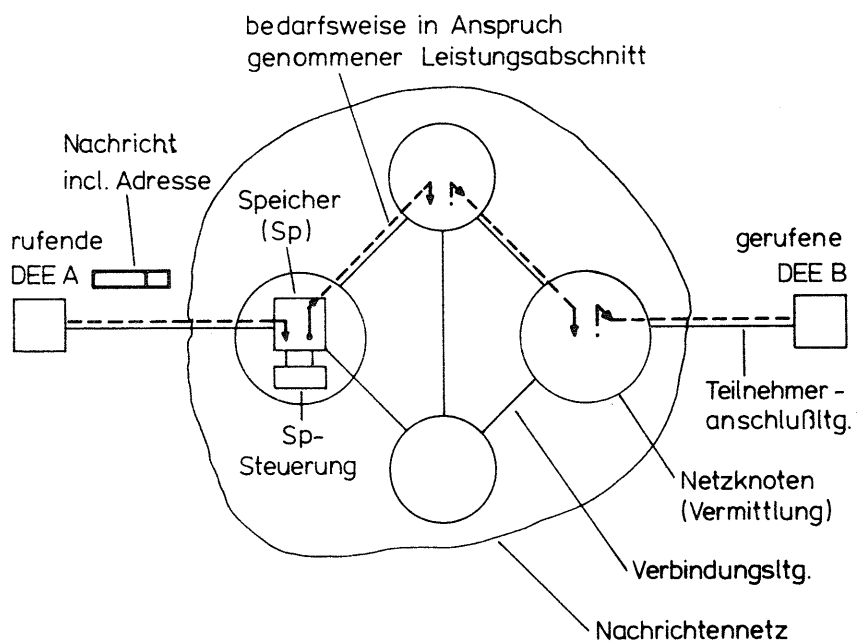 bedarfsweise in Anspruch
genommener Leistungsabschnitt
Nachricht
incl. Adresse
Speicher
(Sp)
rufende
DEE A
gerufene
DEE B
Sp-
Steuerung
Teilnehmer-
anschlußltg.
Netzknoten
(Vermittlung)
Verbindungsltg.
Nachrichtennetz